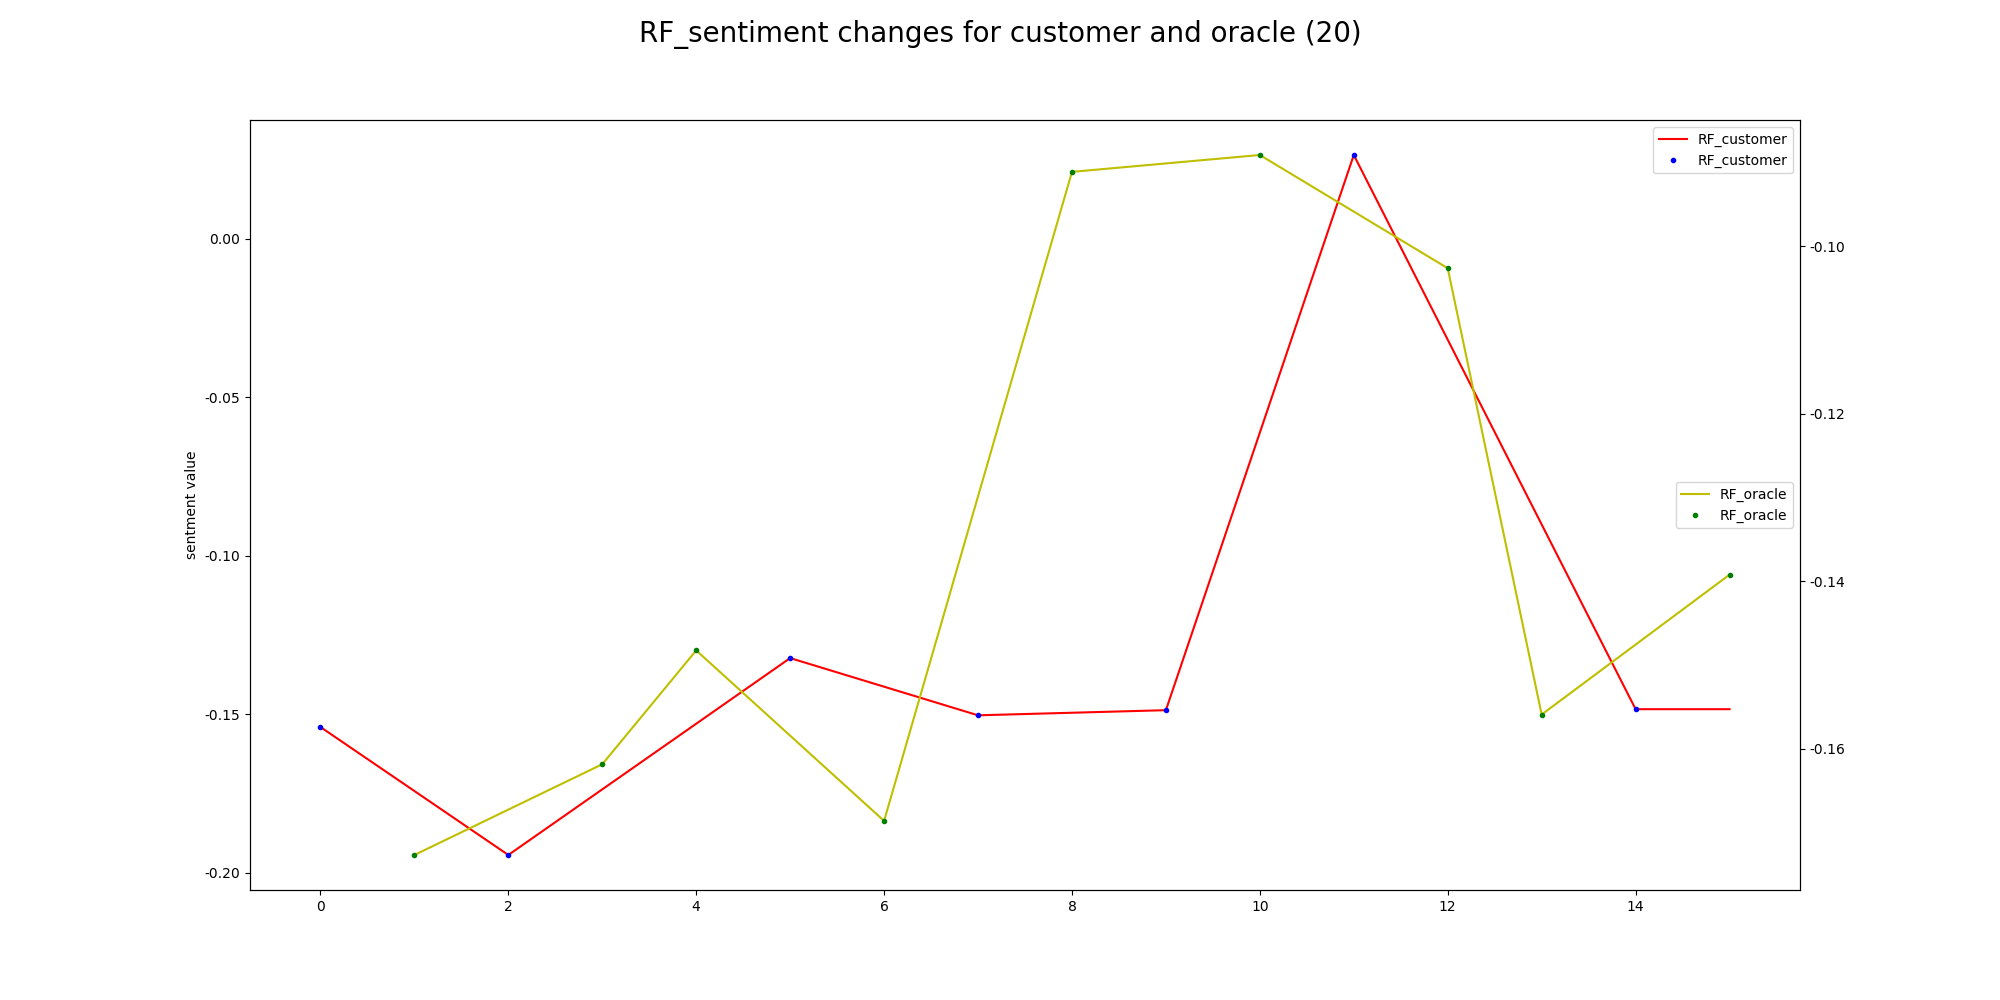 RF_sentiment changes for customer and oracle (20)
RF_customer
RF_customer
RF_oracle
RF_oracle
sentment value
0.00
-0.05
-0.10
-0.15
-0.20
-0.10
-0.12
-0.14
-0.16
0 2 4 6 8 10 12 14